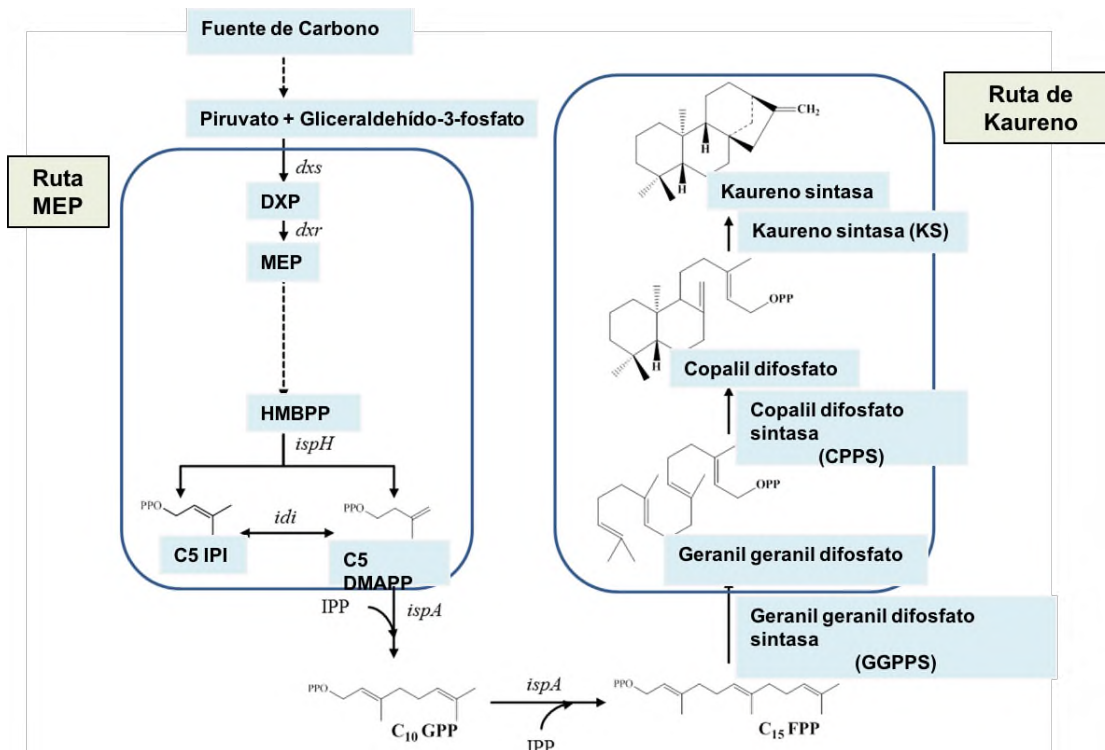 Fuente de Carbono
Piruvato + Gliceraldehído-3-fosfato
Ruta
MEP
dxs
DXP
dxr
MEP
HMBPP
ispH
PPO
idi
PPO
C5 IPI
C5
DMAPP
IPP
ispA
PPO
C10 GPP
ispA
IPP
PPO
C15 FPP
Geranil geranil difosfato
sintasa
(GGPPS)
Geranil geranil difosfato
OPP
Copalil difosfato
sintasa
(CPPS)
Copalil difosfato
H
OPP
Kaureno sintasa (KS)
Kaureno sintasa
H
H
CH2
Ruta de
Kaureno